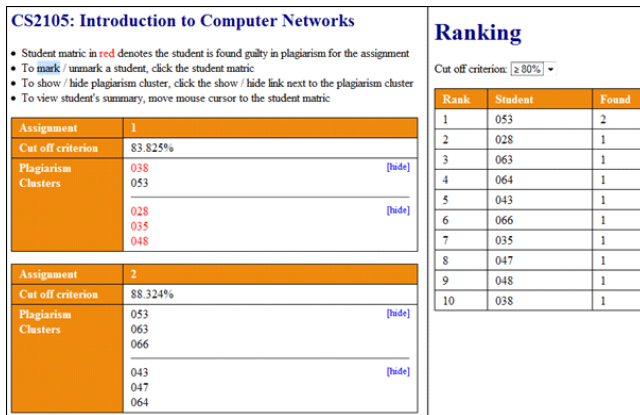 CS2105: Introduction to Computer Networks
Student matric in red denotes the student is found guilty in plagiarism for the assignment
To mark / unmark a student, click the student matric
To show / hide plagiarism cluster, click the show / hide link next to the plagiarism cluster
To view student's summary, move mouse cursor to the student matric
Assignment 1
Cut off criterion 83.825%
Plagiarism Clusters
038 [hide]
053
028 [hide]
035
048
Assignment 2
Cut off criterion 88.324%
Plagiarism Clusters
053 [hide]
063
066
043 [hide]
047
064
Ranking
Cut off criterion: ≥ 80%
Rank Student Found
1 053 2
2 028 1
3 063 1
4 064 1
5 043 1
6 066 1
7 035 1
8 047 1
9 048 1
10 038 1